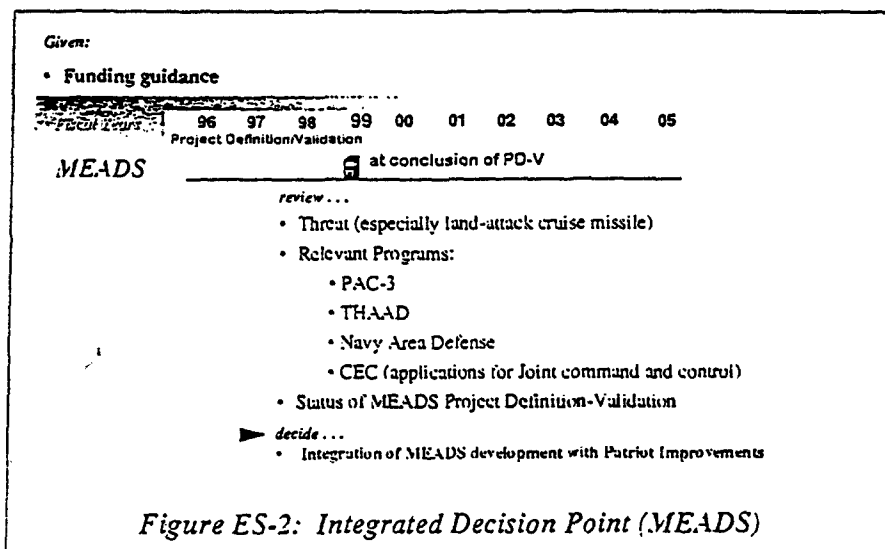 Given:
• Funding guidance
Fiscal Years 96 97 98 99 00 01 02 03 04 05
Project Definition/Validation
MEADS at conclusion of PD-V
review...
• Threat (especially land-attack cruise missile)
• Relevant Programs:
• PAC-3
• THAAD
• Navy Area Defense
• CEC (applications for Joint command and control)
• Status of MEADS Project Definition-Validation
decide...
• Integration of MEADS development with Patriot Improvements
Figure ES-2: Integrated Decision Point (MEADS)